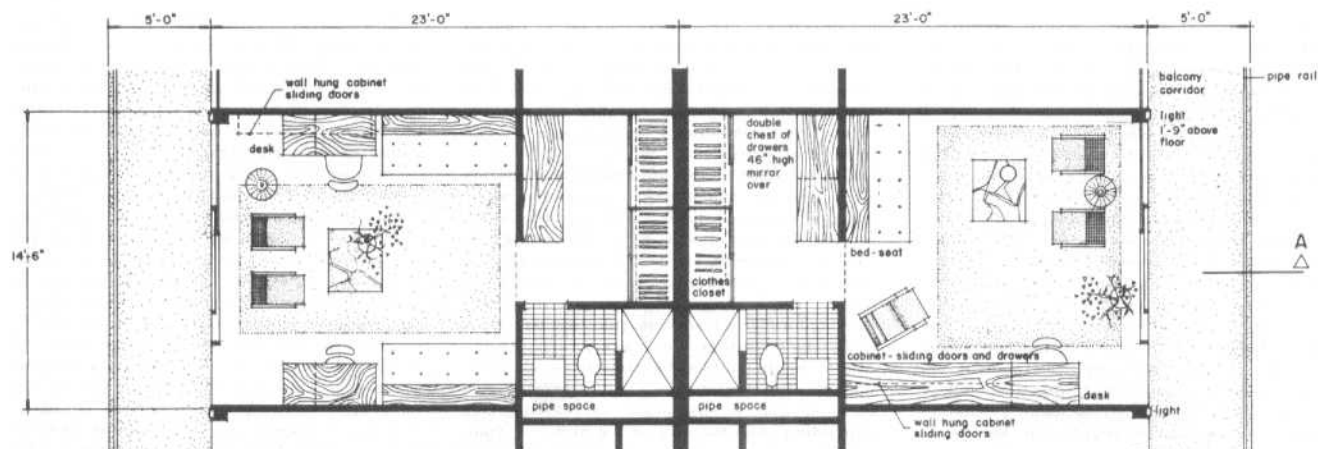 5'-0"
23'-0"
23'-0"
5'-0"
wall hung cabinet
sliding doors
desk
14'-6"
double
chest of
drawers
46" high
mirror
over
clothes
closet
bed-seat
cabinet - sliding doors and drawers
desk
wall hung cabinet
sliding doors
pipe space
pipe space
balcony
corridor
pipe rail
light
1'-9" above
floor
A
light